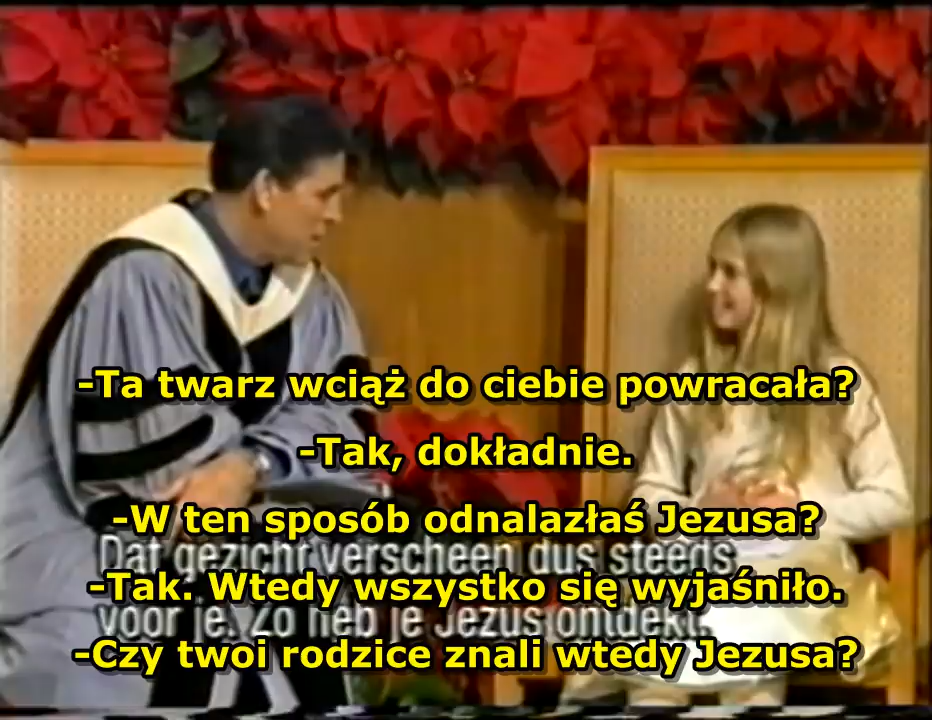 -Ta twarz wciąż do ciebie powracała?
-Tak, dokładnie.
-W ten sposób odnalazłaś Jezusa?
Dat gezicht verscheen dus steeds
-Tak. Wtedy wszystko się wyjaśniło.
voor je. Zo heb je Jezus ontdekt.
-Czy twoi rodzice znali wtedy Jezusa?